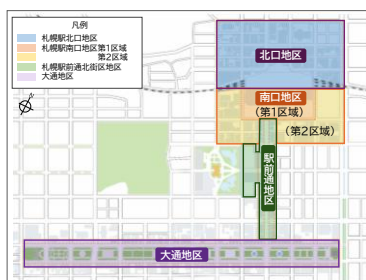 凡例
札幌駅北口地区
札幌駅南口地区第1区域
第2区域
札幌駅前通北街区地区
大通地区
北口地区
南口地区
(第1区域)
(第2区域)
駅前通地区
大通地区